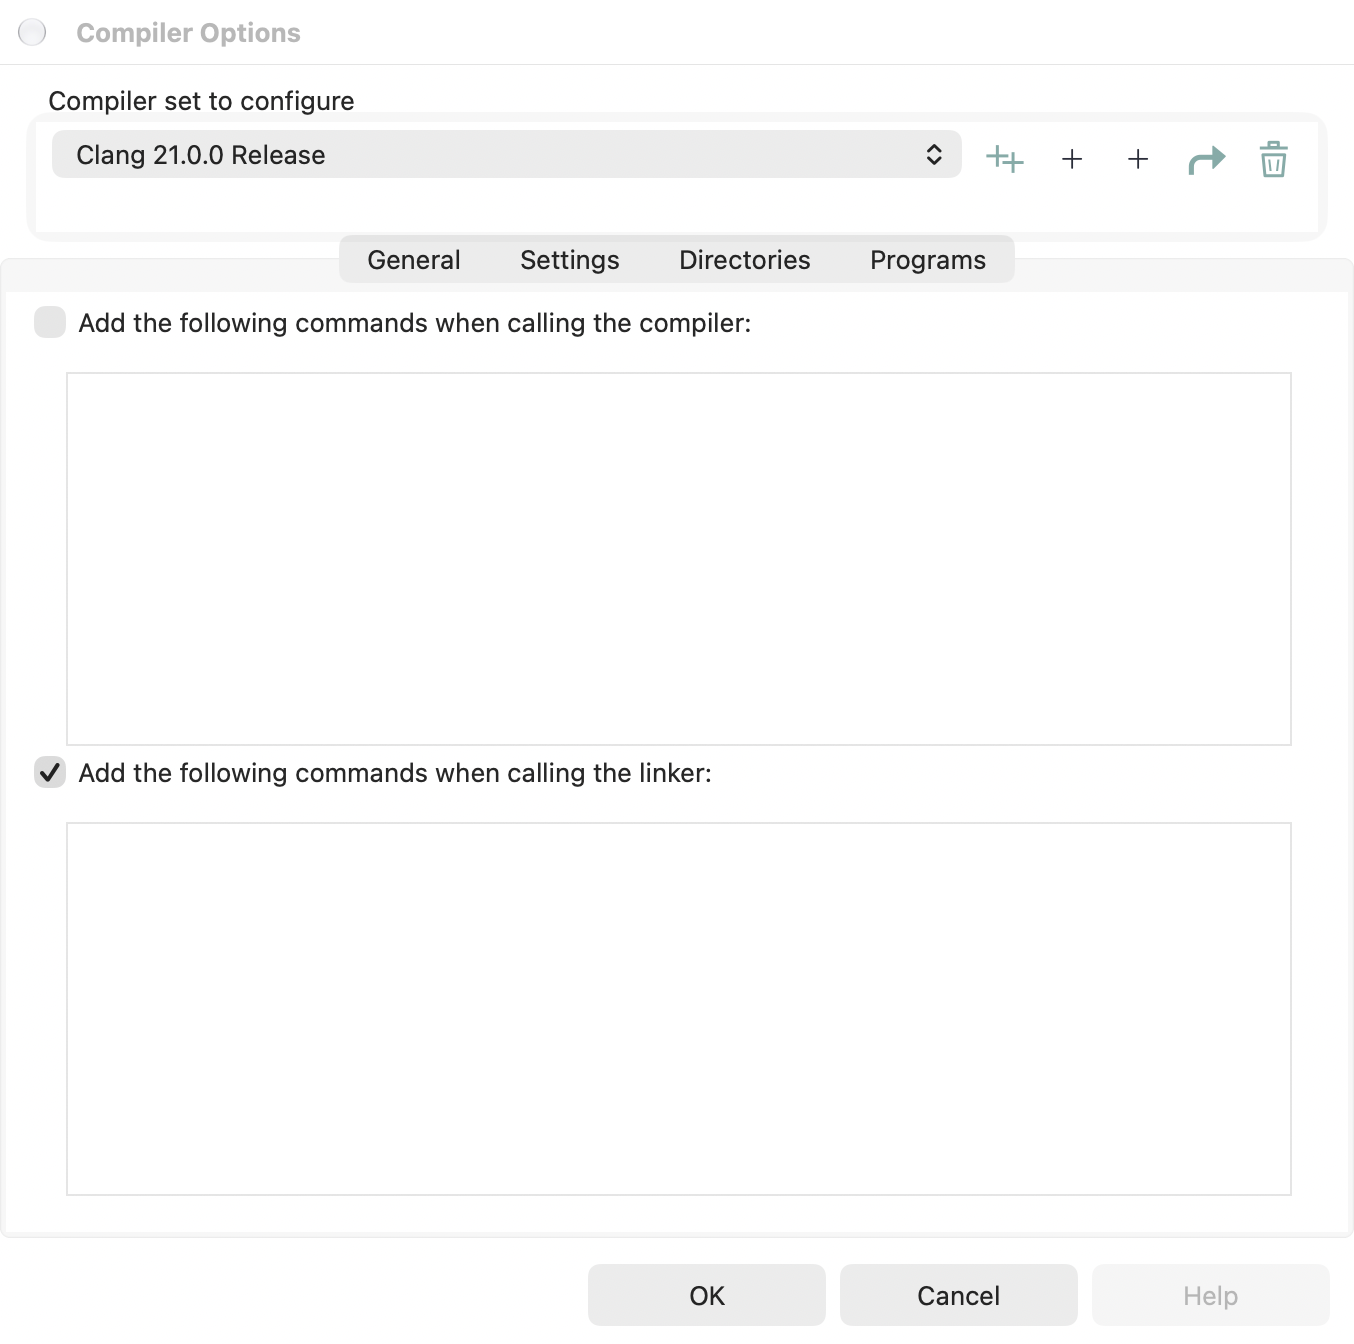 Compiler Options
Compiler set to configure
Clang 21.0.0 Release
General Settings Directories Programs
Add the following commands when calling the compiler:
Add the following commands when calling the linker:
OK Cancel Help